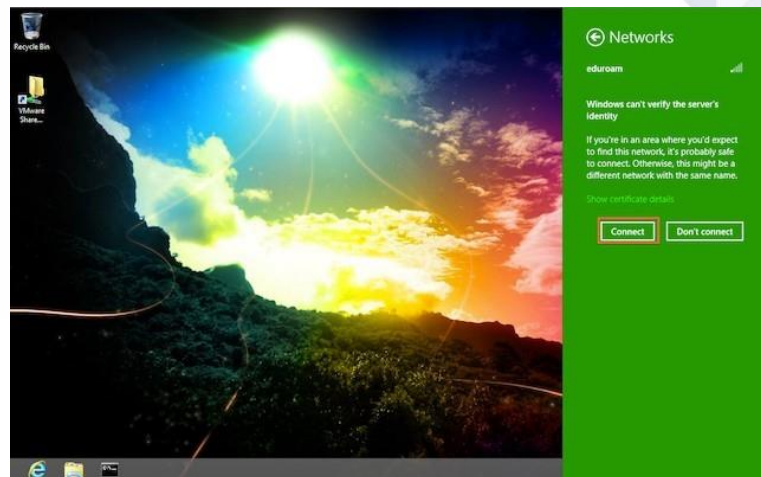 Recycle Bin
VMware
Share...
Networks
eduroam
Windows can't verify the server's
identity
If you're in an area where you'd expect
to find this network, it's probably safe
to connect. Otherwise, this might be a
different network with the same name.
Show certificate details
Connect Don't connect